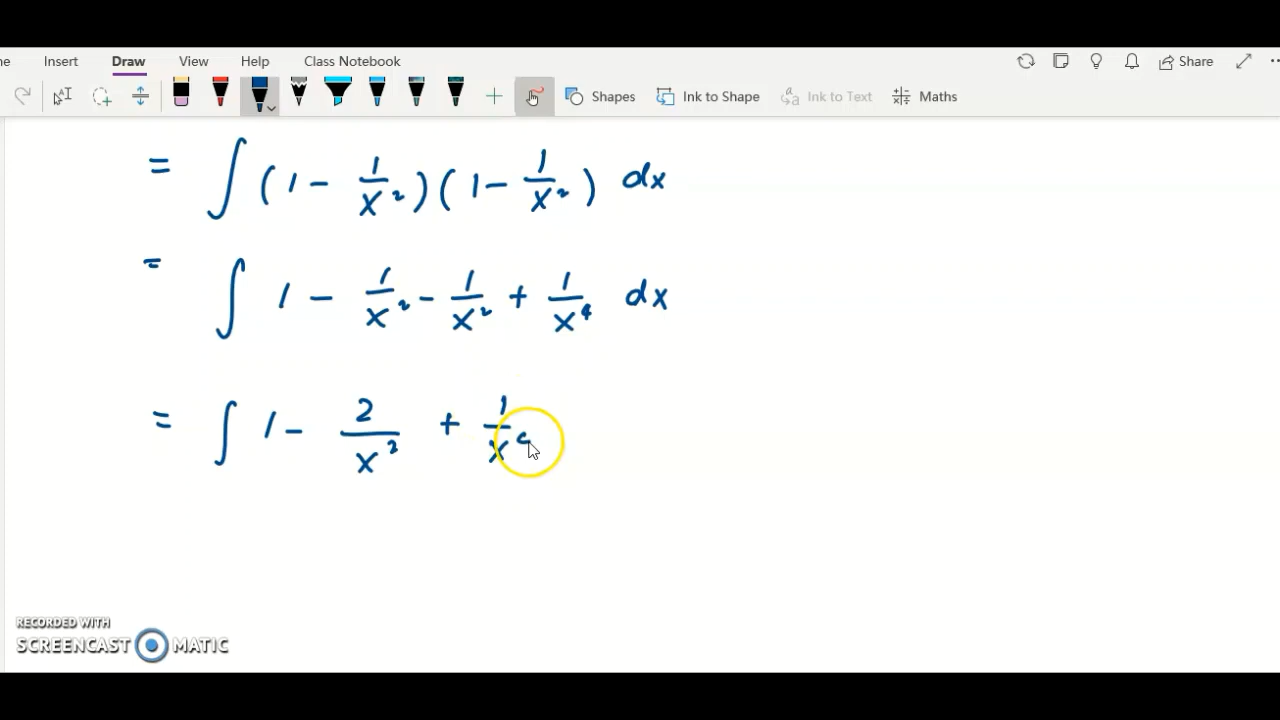 e Insert Draw View Help Class Notebook Share
Shapes Ink to Shape Ink to Text Maths
= ∫ (1 - 1/x²)(1 - 1/x²) dx
= ∫ 1 - 1/x² - 1/x² + 1/x⁴ dx
= ∫ 1 - 2/x² + 1/x
RECORDED WITH
SCREENCAST MATIC